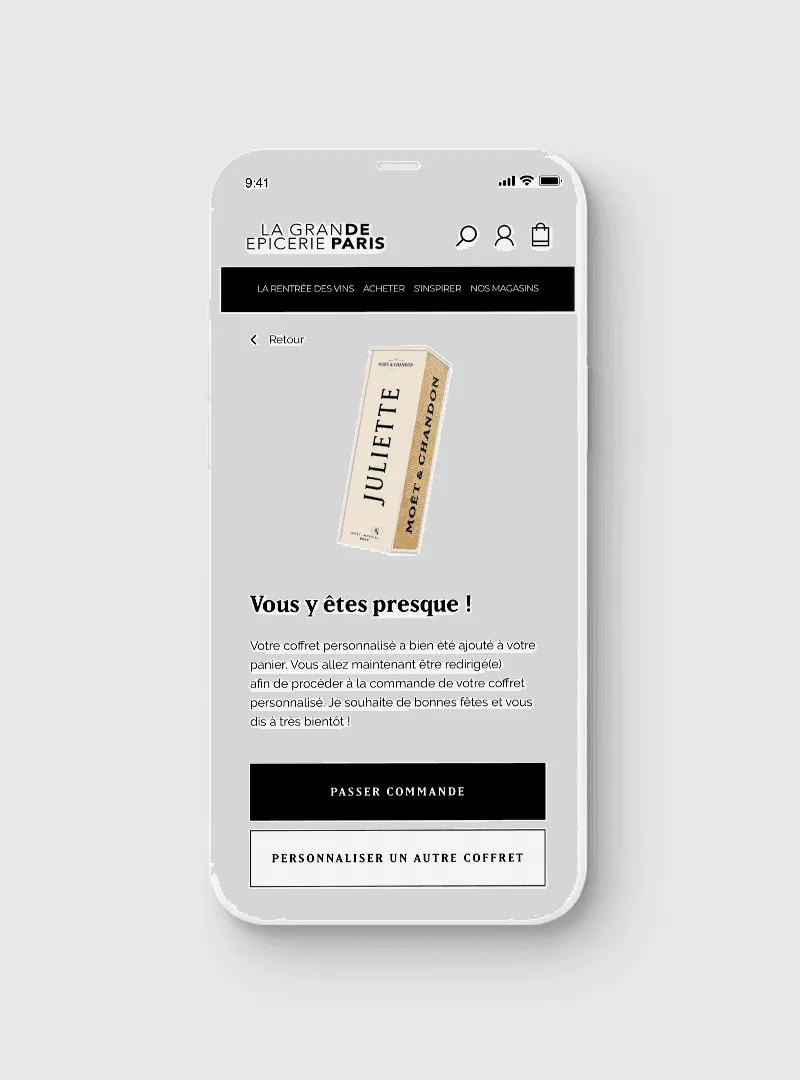 9:41
LA GRANDE
EPICERIE PARIS
LA RENTRÉE DES VINS ACHETER S'INSPIRER NOS MAGASINS
Retour
MOËT & CHANDON
JULIETTE
MOËT & CHANDON
Vous y êtes presque !
Votre coffret personnalisé a bien été ajouté à votre
panier. Vous allez maintenant être redirigé(e)
afin de procéder à la commande de votre coffret
personnalisé. Je souhaite de bonnes fêtes et vous
dis à très bientôt !
PASSER COMMANDE
PERSONNALISER UN AUTRE COFFRET